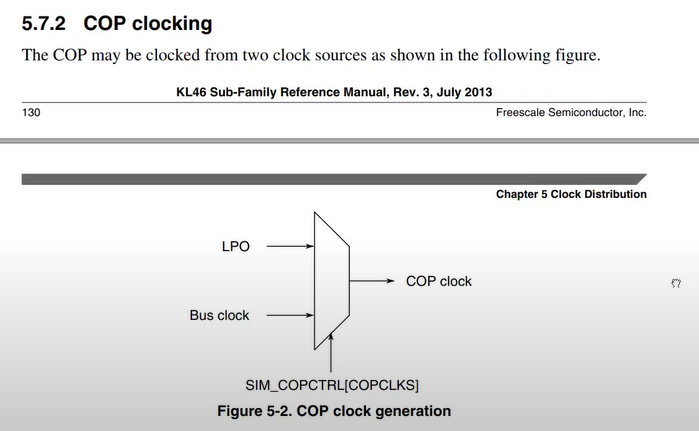 5.7.2 COP clocking
The COP may be clocked from two clock sources as shown in the following figure.
KL46 Sub-Family Reference Manual, Rev. 3, July 2013
130
Freescale Semiconductor, Inc.
Chapter 5 Clock Distribution
LPO
COP clock
Bus clock
SIM_COPCTRL[COPCLKS]
Figure 5-2. COP clock generation